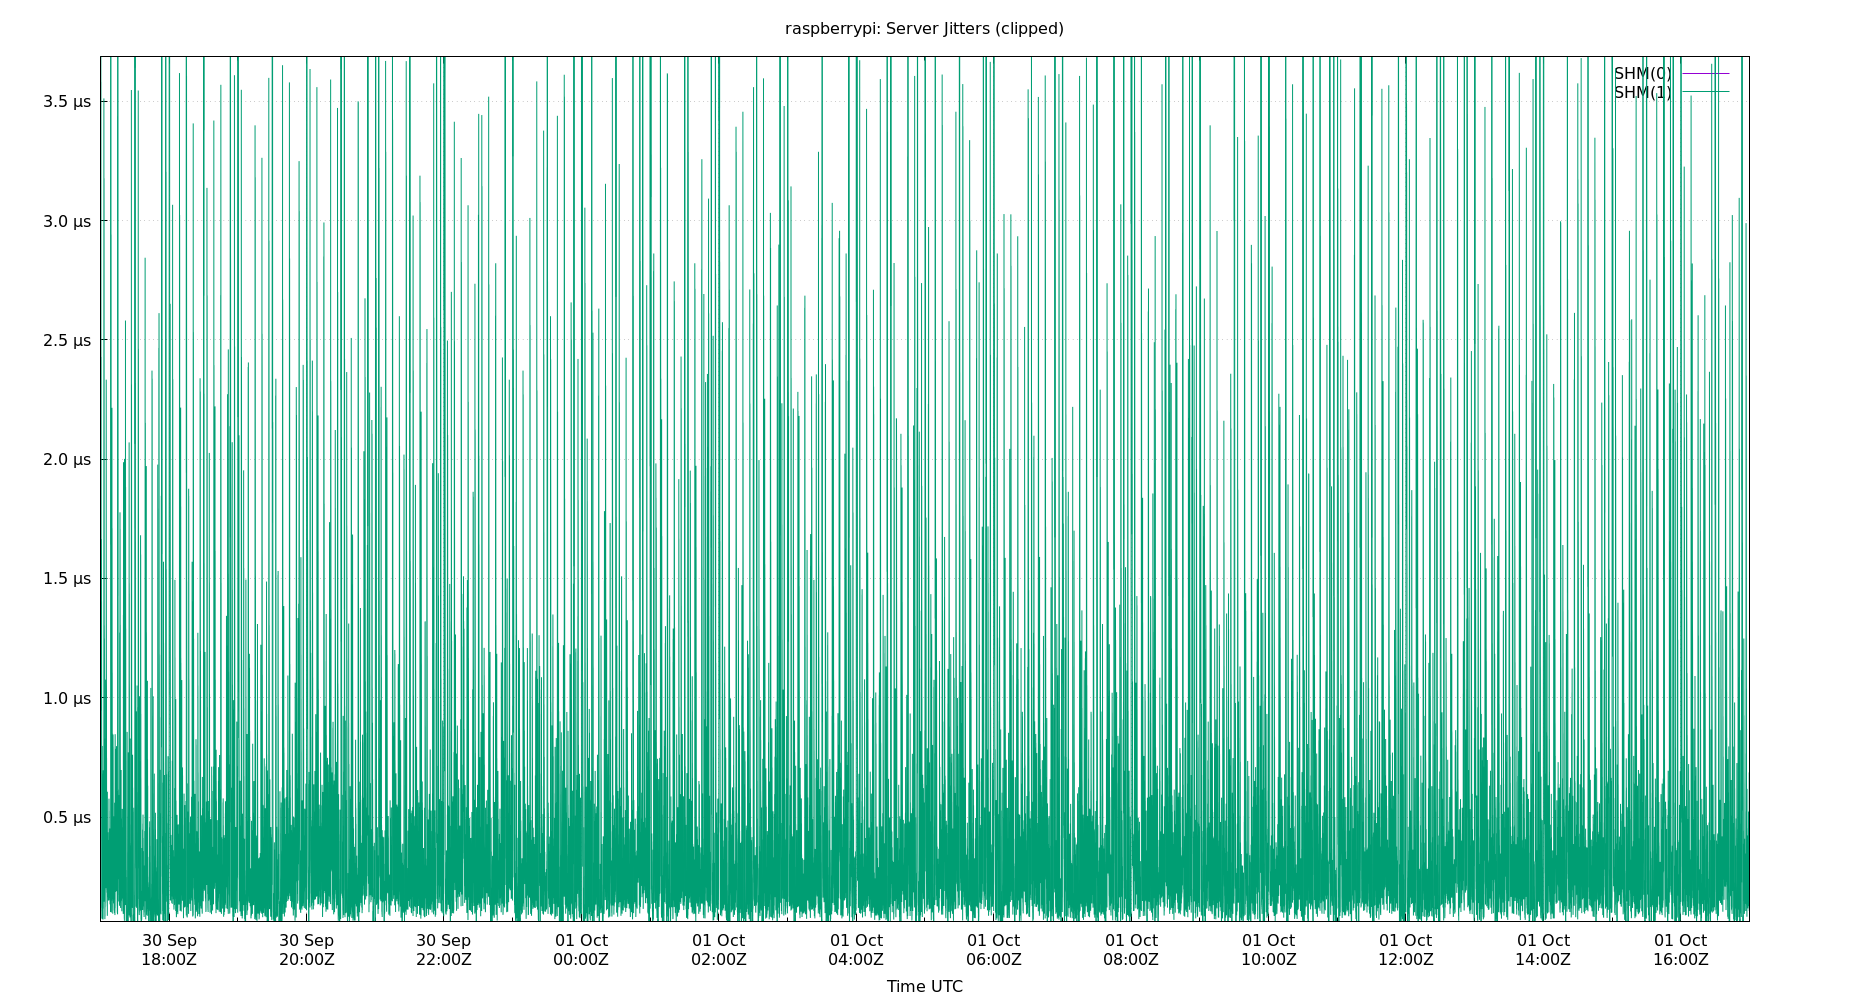 raspberrypi: Server Jitters (clipped)
SHM(0)
SHM(1)
3.5 μs
3.0 μs
2.5 μs
2.0 μs
1.5 μs
1.0 μs
0.5 μs
30 Sep 30 Sep 30 Sep 01 Oct 01 Oct 01 Oct 01 Oct 01 Oct 01 Oct 01 Oct 01 Oct 01 Oct
18:00Z 20:00Z 22:00Z 00:00Z 02:00Z 04:00Z 06:00Z 08:00Z 10:00Z 12:00Z 14:00Z 16:00Z
Time UTC